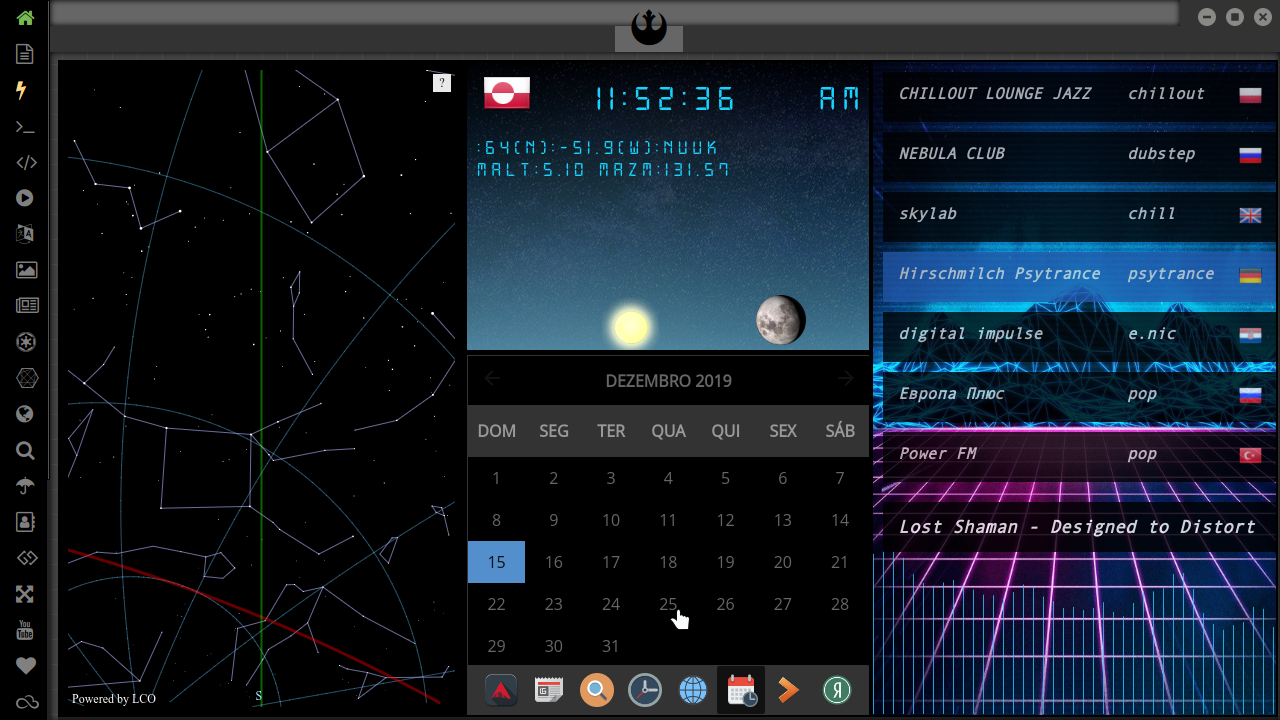 ?
Powered by LCO
S
11:52:36 AM
:64(N):-51.9(W):NUUK
MALT:5.10 MAZM:131.57
DEZEMBRO 2019
DOM SEG TER QUA QUI SEX SÁB
1 2 3 4 5 6 7
8 9 10 11 12 13 14
15 16 17 18 19 20 21
22 23 24 25 26 27 28
29 30 31
CHILLOUT LOUNGE JAZZ chillout
NEBULA CLUB dubstep
skylab chill
Hirschmilch Psytrance psytrance
digital impulse e.nic
Европа Плюс pop
Power FM pop
Lost Shaman - Designed to Distort
You
Tube
Я